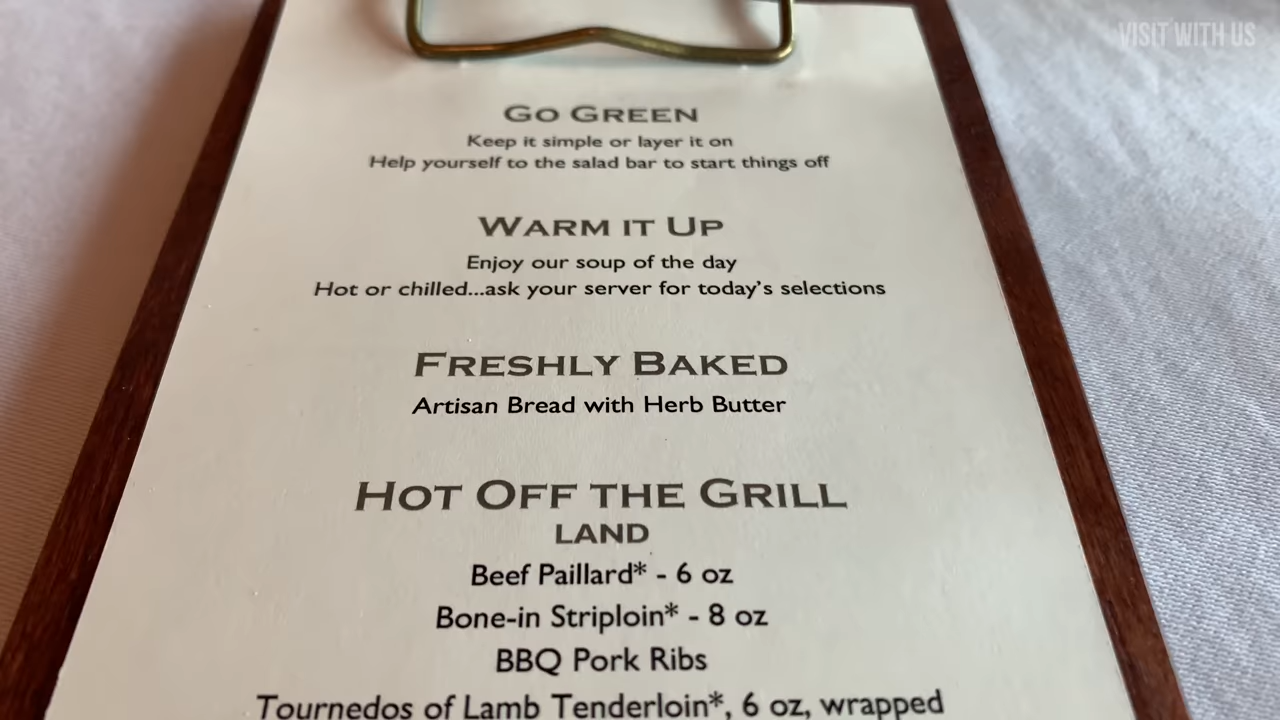 VISIT WITH US
GO GREEN
Keep it simple or layer it on
Help yourself to the salad bar to start things off
WARM IT UP
Enjoy our soup of the day
Hot or chilled...ask your server for today's selections
FRESHLY BAKED
Artisan Bread with Herb Butter
HOT OFF THE GRILL
LAND
Beef Paillard* - 6 oz
Bone-in Striploin* - 8 oz
BBQ Pork Ribs
Tournedos of Lamb Tenderloin*, 6 oz, wrapped